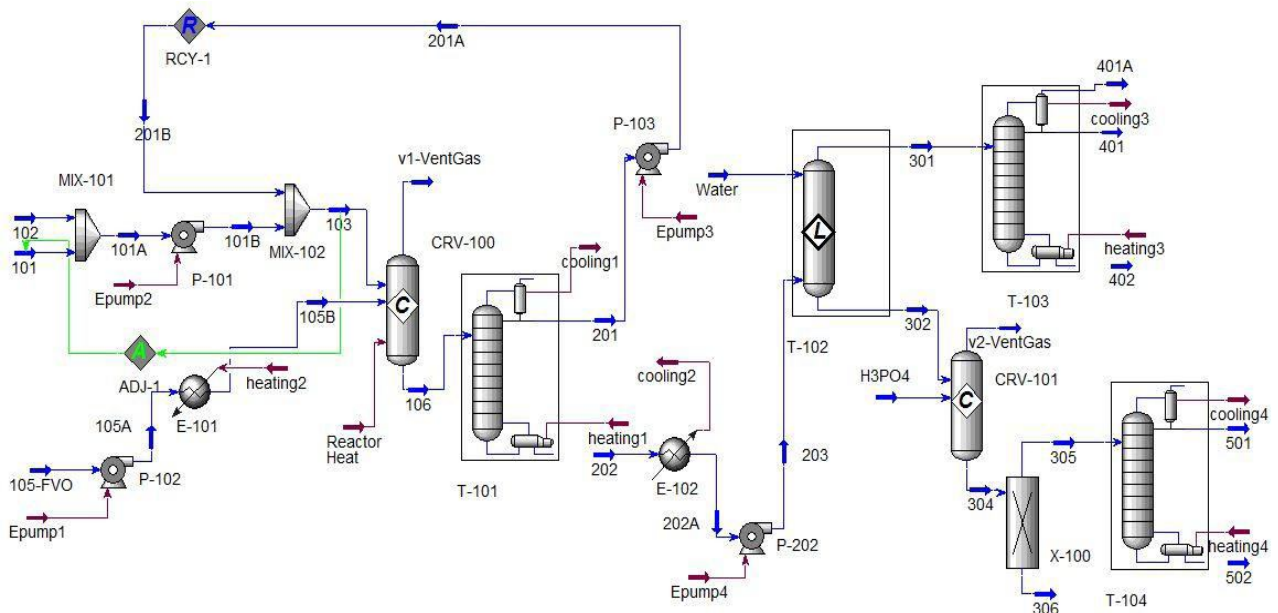 R
201A
RCY-1
401A
cooling3
P-103
201B
v1-VentGas
301
401
Water
MIX-101
102
101
101A
101B
103
MIX-102
CRV-100
Epump3
L
heating3
402
P-101
Epump2
cooling1
T-103
105B
C
201
302
T-102
v2-VentGas
A
ADJ-1
heating2
cooling2
H3PO4
CRV-101
C
106
E-101
105A
Reactor
Heat
heating1
202
203
cooling4
501
305
105-FVO
P-102
T-101
E-102
304
Epump1
202A
P-202
X-100
heating4
502
Epump4
306
T-104